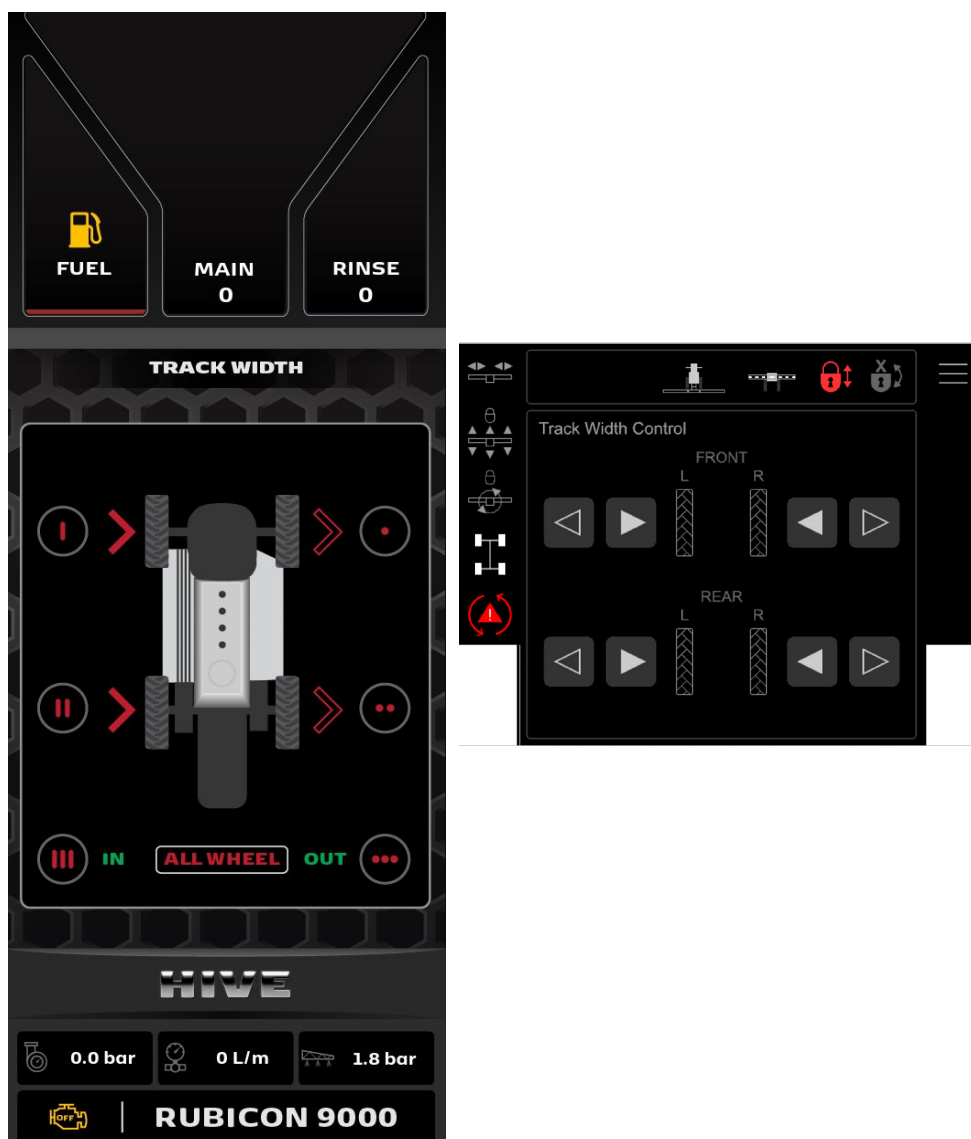 FUEL
MAIN
0
RINSE
0
TRACK WIDTH
IN
ALL WHEEL
OUT
HIVE
0.0 bar
0 L/m
1.8 bar
OFF
RUBICON 9000
X
Track Width Control
FRONT
L R
REAR
L R